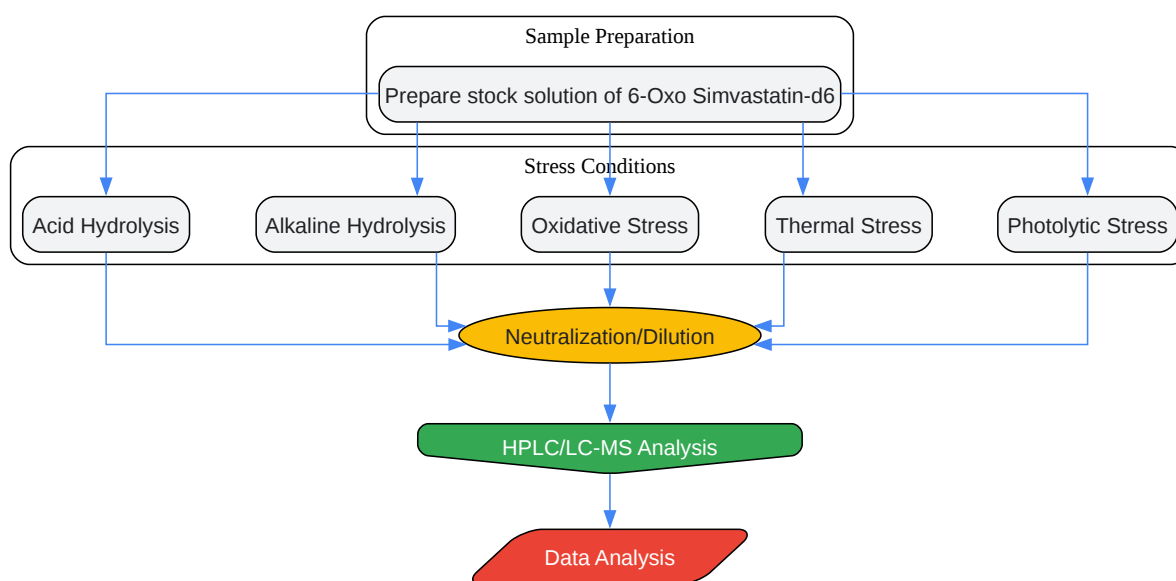 Sample Preparation
Prepare stock solution of 6-Oxo Simvastatin-d6
Stress Conditions
Acid Hydrolysis
Alkaline Hydrolysis
Oxidative Stress
Thermal Stress
Photolytic Stress
Neutralization/Dilution
HPLC/LC-MS Analysis
Data Analysis